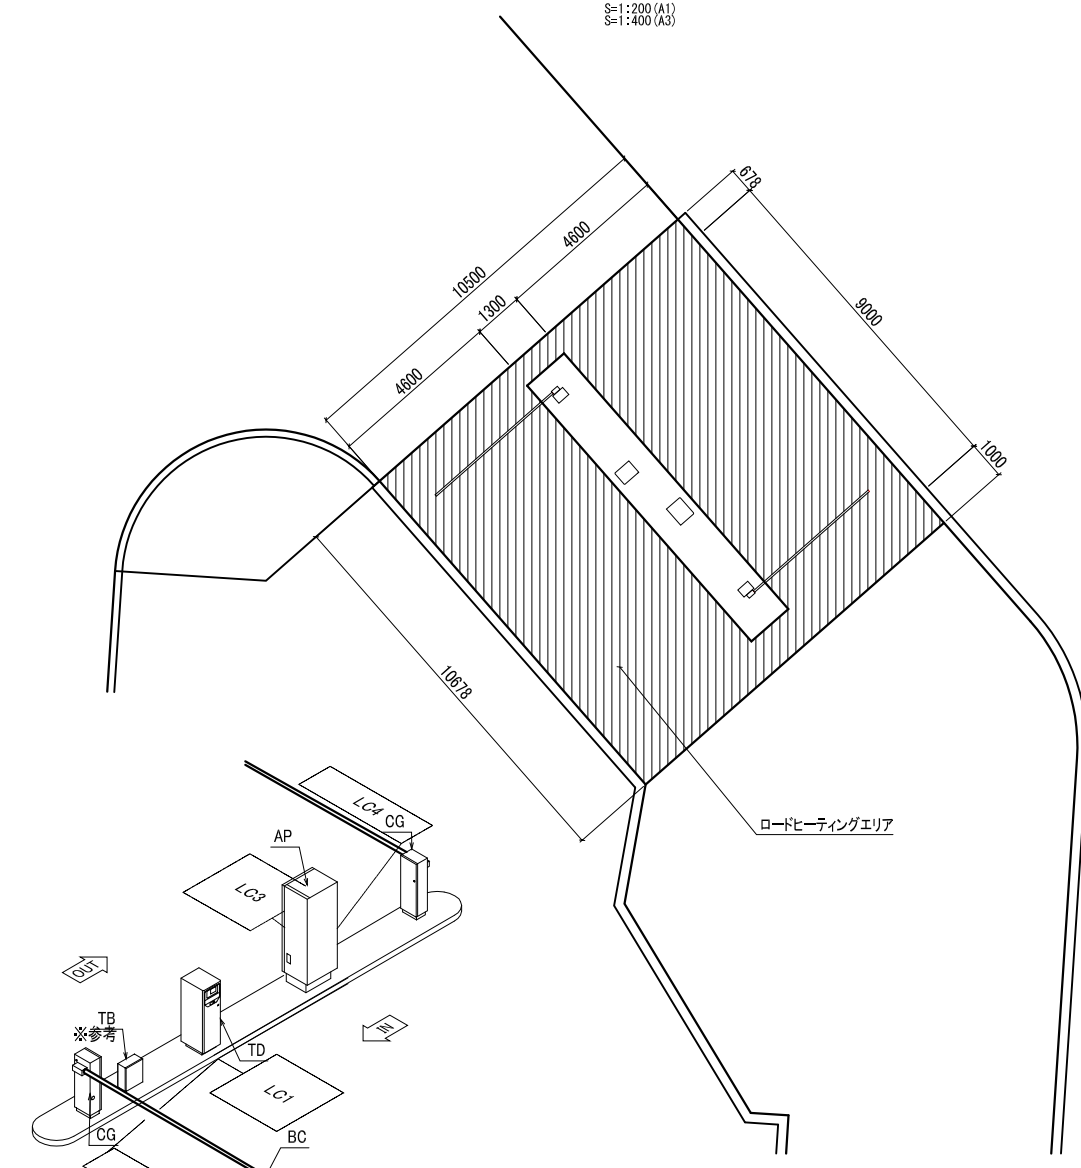 S=1:200(A1)
S=1:400(A3)
678
4600
10500
1300
9000
4600
1000
10678
ロードヒーティングエリア
LC4
CG
AP
LC3
OUT
TB
※参考
IN
TD
LC1
CG
BC